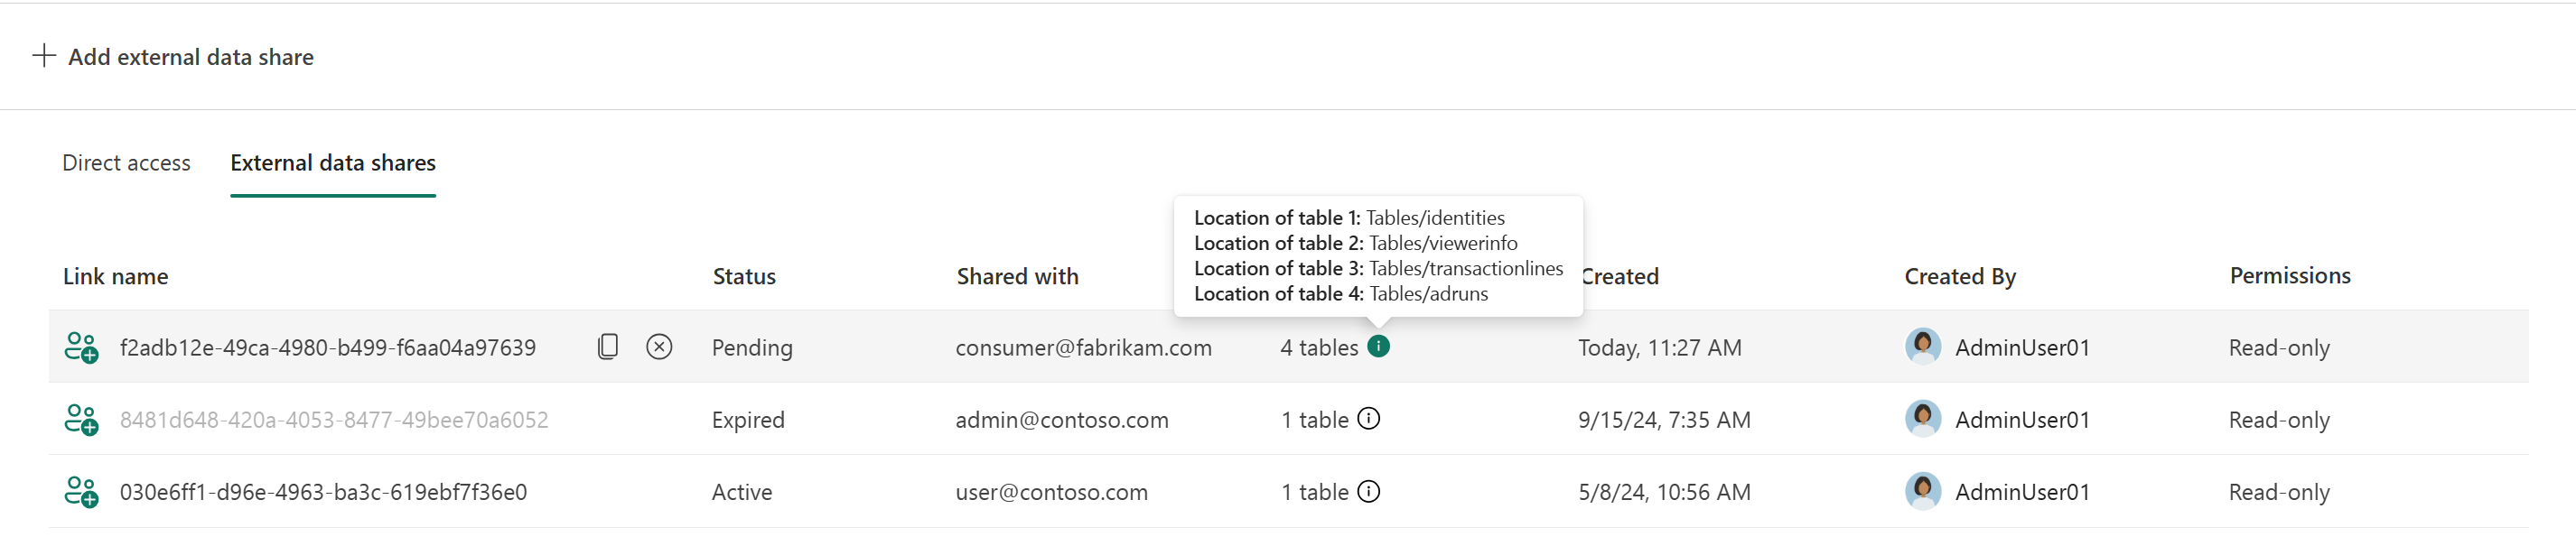 Add external data share
Direct access External data shares
Location of table 1: Tables/identities
Location of table 2: Tables/viewerinfo
Location of table 3: Tables/transactionlines
Location of table 4: Tables/adruns
Link name Status Shared with Created Created By Permissions
f2adb12e-49ca-4980-b499-f6aa04a97639 Pending consumer@fabrikam.com 4 tables Today, 11:27 AM AdminUser01 Read-only
8481d648-420a-4053-8477-49bee70a6052 Expired admin@contoso.com 1 table 9/15/24, 7:35 AM AdminUser01 Read-only
030e6ff1-d96e-4963-ba3c-619ebf7f36e0 Active user@contoso.com 1 table 5/8/24, 10:56 AM AdminUser01 Read-only